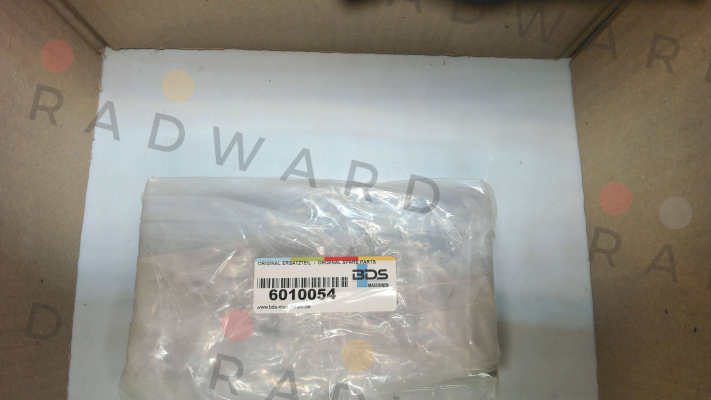 RADWARD
ORIGINAL ERSATZTEIL - ORIGINAL SPARE PARTS
BDS
MASCHINEN
6010054
RADWARD